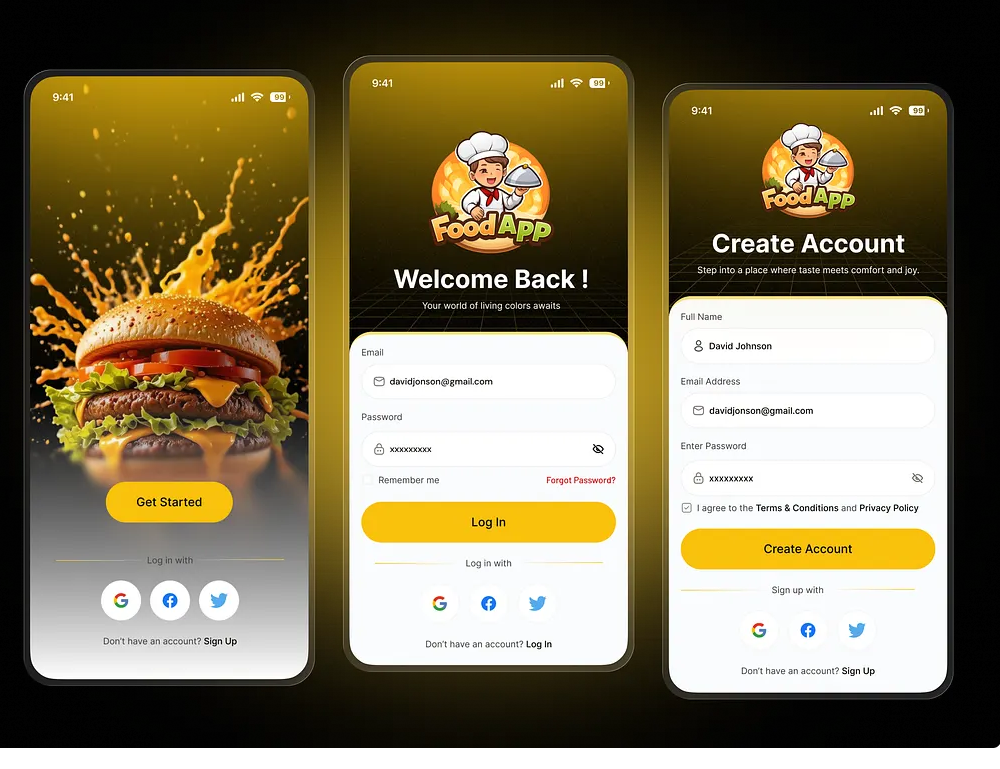 9:41
99
Get Started
Log in with
Don't have an account? Sign Up
9:41
99
FoodApp
Welcome Back !
Your world of living colors awaits
Email
davidjonson@gmail.com
Password
xxxxxxxxx
Remember me
Forgot Password?
Log In
Log in with
Don't have an account? Log In
9:41
99
FoodApp
Create Account
Step into a place where taste meets comfort and joy.
Full Name
David Johnson
Email Address
davidjonson@gmail.com
Enter Password
xxxxxxxxx
I agree to the Terms & Conditions and Privacy Policy
Create Account
Sign up with
Don't have an account? Sign Up